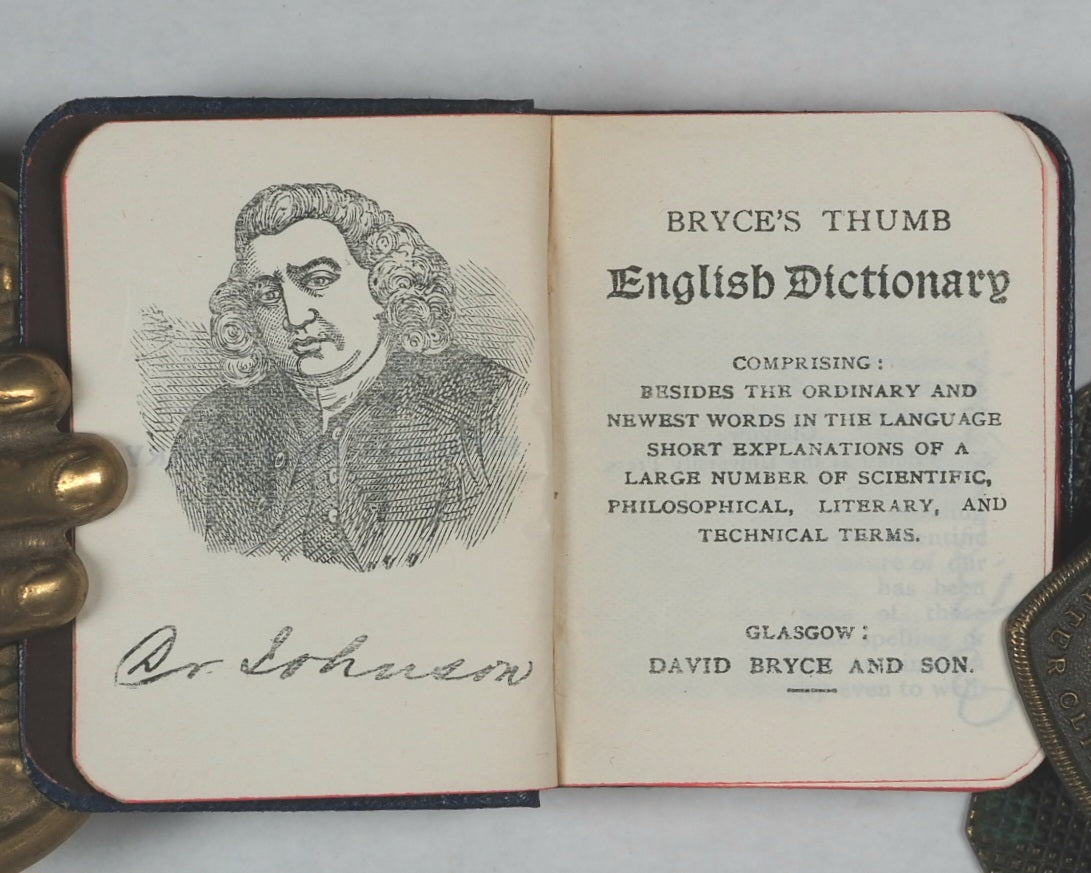 Dr. Johnson
BRYCE'S THUMB
English Dictionary
COMPRISING:
BESIDES THE ORDINARY AND
NEWEST WORDS IN THE LANGUAGE
SHORT EXPLANATIONS OF A
LARGE NUMBER OF SCIENTIFIC,
PHILOSOPHICAL, LITERARY, AND
TECHNICAL TERMS.
GLASGOW:
DAVID BRYCE AND SON.